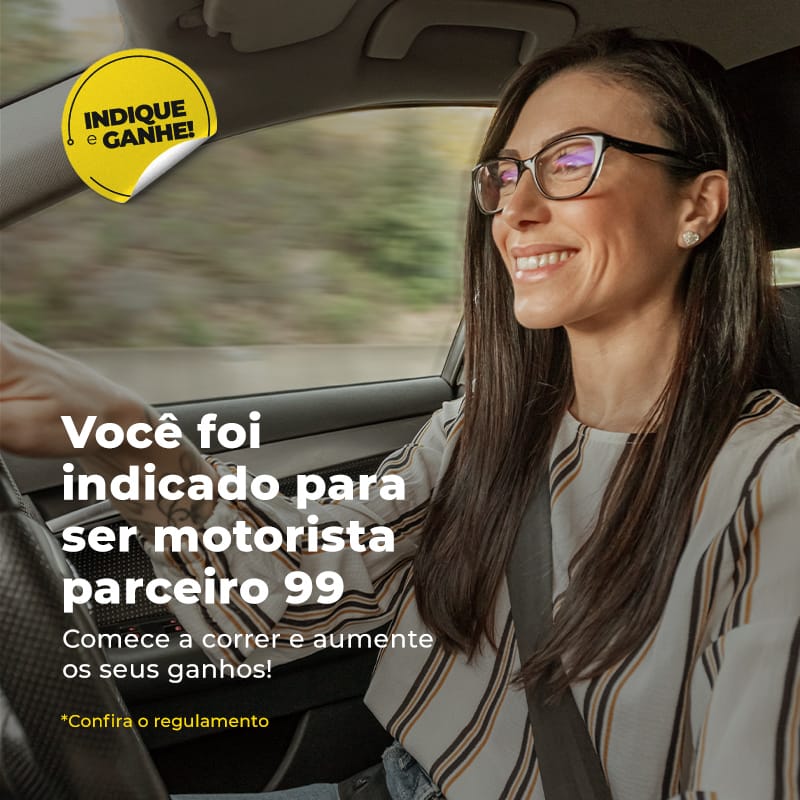 INDIQUE
e GANHE!
Você foi
indicado para
ser motorista
parceiro 99
Comece a correr e aumente
os seus ganhos!
*Confira o regulamento